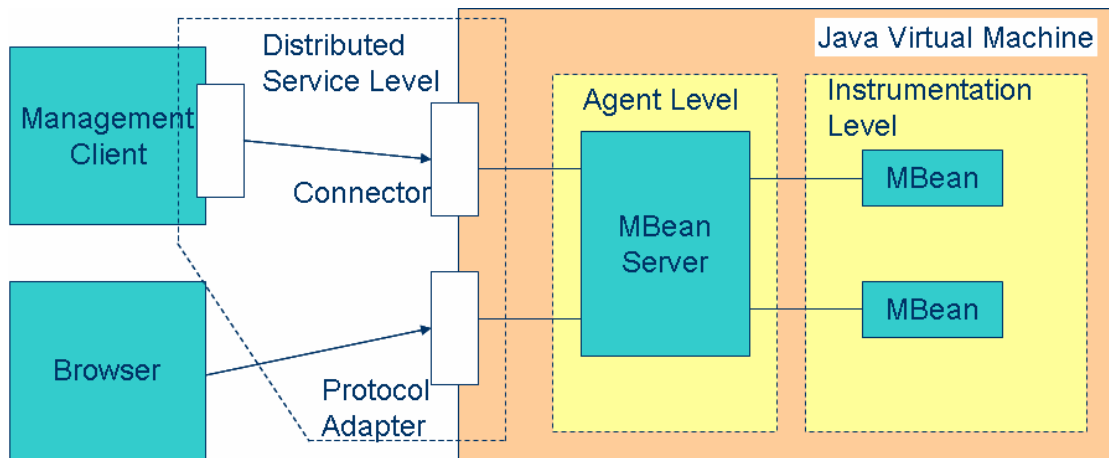 Distributed
Service Level
Java Virtual Machine
Management
Client
Agent Level
Instrumentation
Level
Connector
MBean
Server
MBean
MBean
Browser
Protocol
Adapter